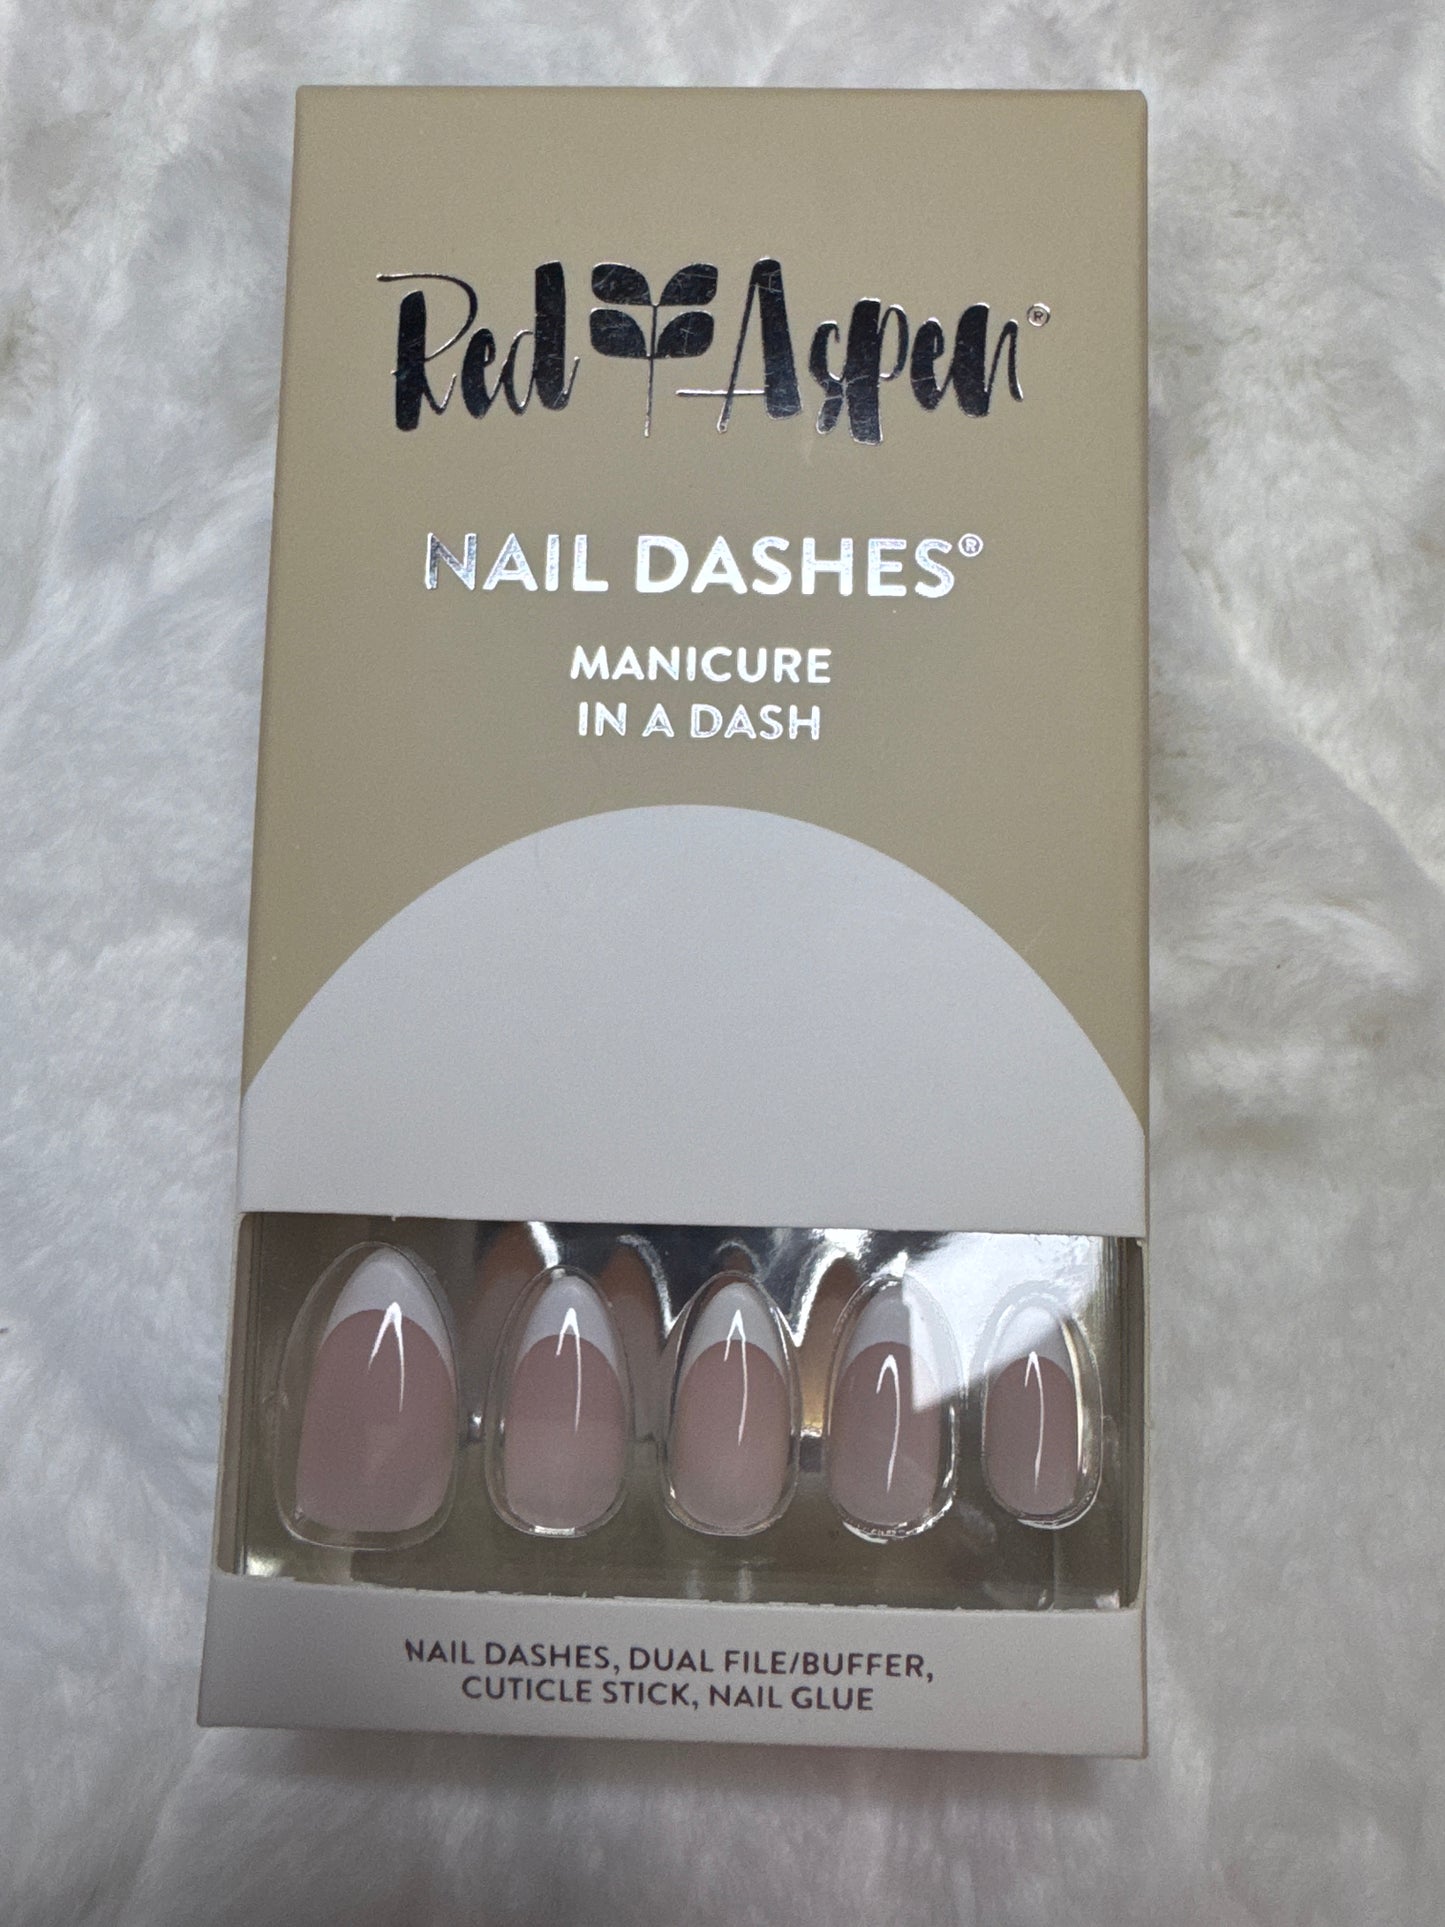 Red Aspen®
NAIL DASHES®
MANICURE
IN A DASH
NAIL DASHES, DUAL FILE/BUFFER,
CUTICLE STICK, NAIL GLUE